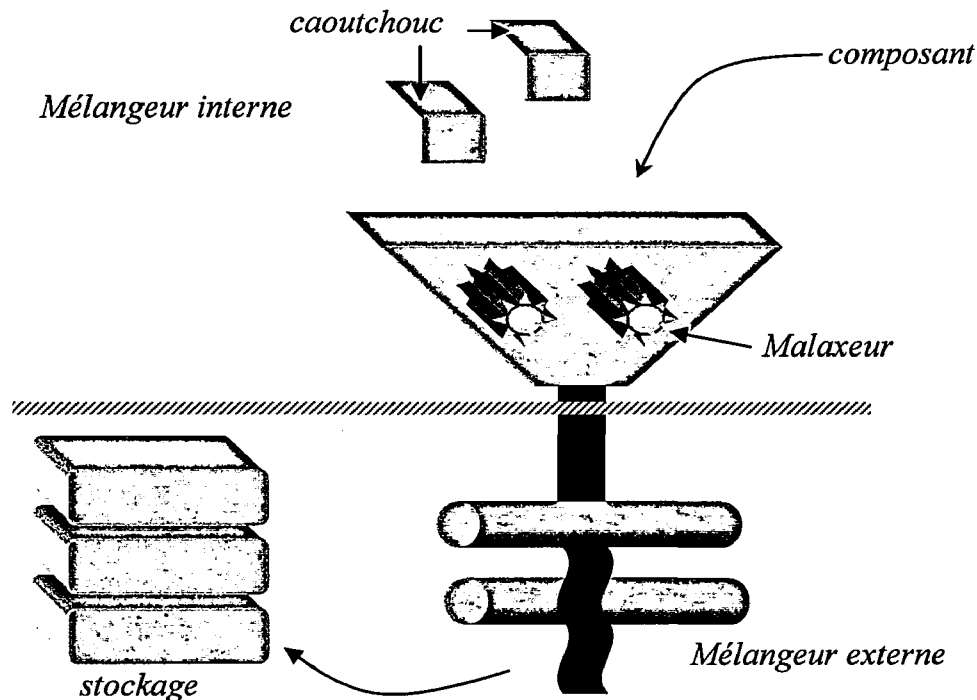 caoutchouc
composant
Mélangeur interne
Malaxeur
Mélangeur externe
stockage